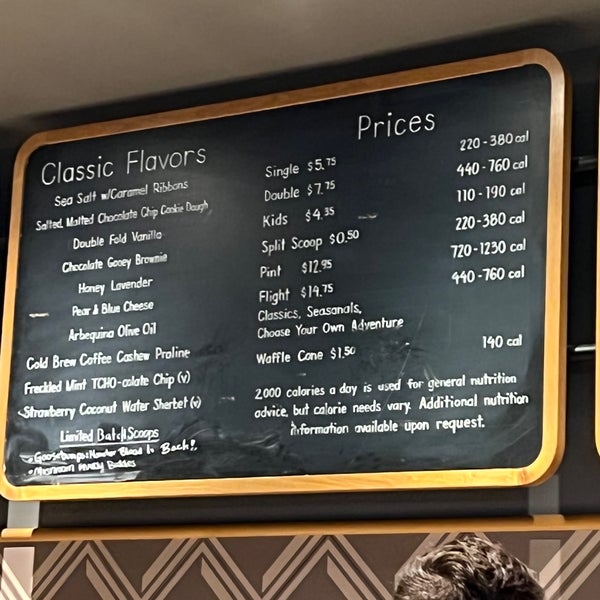 Classic Flavors
Sea Salt w/Caramel Ribbons
Salted, Malted Chocolate Chip Cookie Dough
Double Fold Vanilla
Chocolate Gooey Brownie
Honey Lavender
Pear & Blue Cheese
Arbequina Olive Oil
Cold Brew Coffee Cashew Praline
Freckled Mint TCHO-colate Chip (v)
Strawberry Coconut Water Sherbet (v)
Limited Batch Scoops
Is Back!
Prices
Single $5.75 220-380 cal
Double $7.75 440-760 cal
Kids $4.35 110-190 cal
Split Scoop $0.50 220-380 cal
Pint $12.95 720-1230 cal
Flight $14.75 440-760 cal
Classics, Seasonals,
Choose Your Own Adventure
Waffle Cone $1.50 140 cal
2,000 calories a day is used for general nutrition
advice, but calorie needs vary. Additional nutrition
information available upon request.